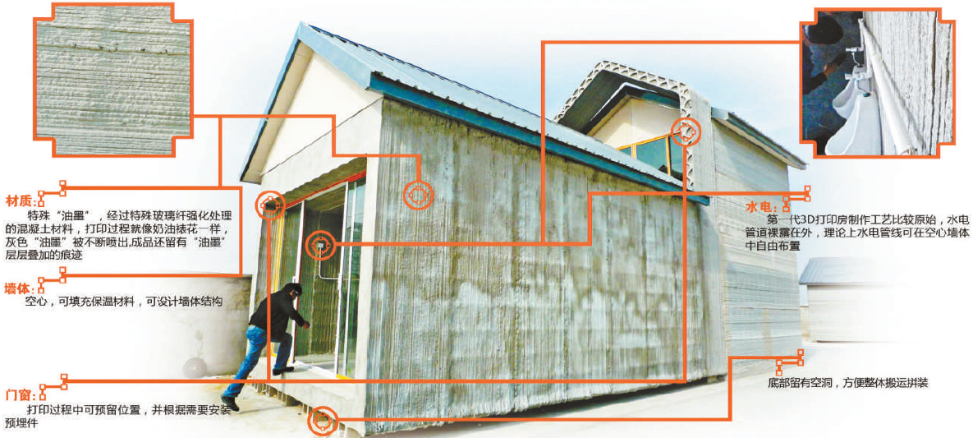 材质:
特殊“油墨”，经过特殊玻璃纤强化处理
的混凝土材料，打印过程就像奶油裱花一样，
灰色“油墨”被不断喷出,成品还留有“油墨”
层层叠加的痕迹
墙体:
空心，可填充保温材料，可设计墙体结构
门窗:
打印过程中可预留位置，并根据需要安装
预埋件
水电:
第一代3D打印房制作工艺比较原始，水电
管道裸露在外，理论上水电管线可在空心墙体
中自由布置
底部留有空洞，方便整体搬运拼装